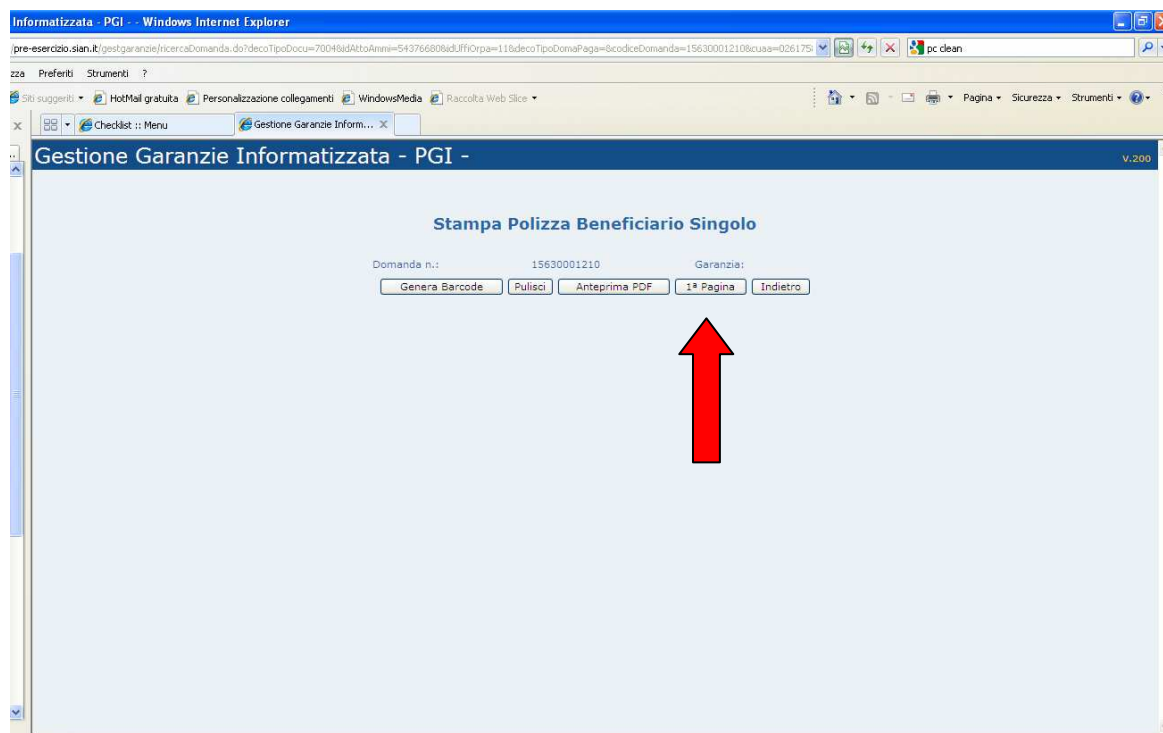 Informatizzata - PGI - - Windows Internet Explorer
/pre-esercizio.sian.it/gestgaranzie/ricercaDomanda.do?decoTipoDocu=7004&idAttoAmmi=54376680&idUffiOrpa=11&decoTipoDomaPaga=&codiceDomanda=15630001210&cuaa=026175
pc clean
zza Preferiti Strumenti ?
Siti suggeriti HotMail gratuita Personalizzazione collegamenti WindowsMedia Raccolta Web Slice Pagina Sicurezza Strumenti
Checklist :: Menu Gestione Garanzie Inform... X
Gestione Garanzie Informatizzata - PGI - V.200
Stampa Polizza Beneficiario Singolo
Domanda n.: 15630001210 Garanzia:
Genera Barcode Pulisci Anteprima PDF 1ª Pagina Indietro